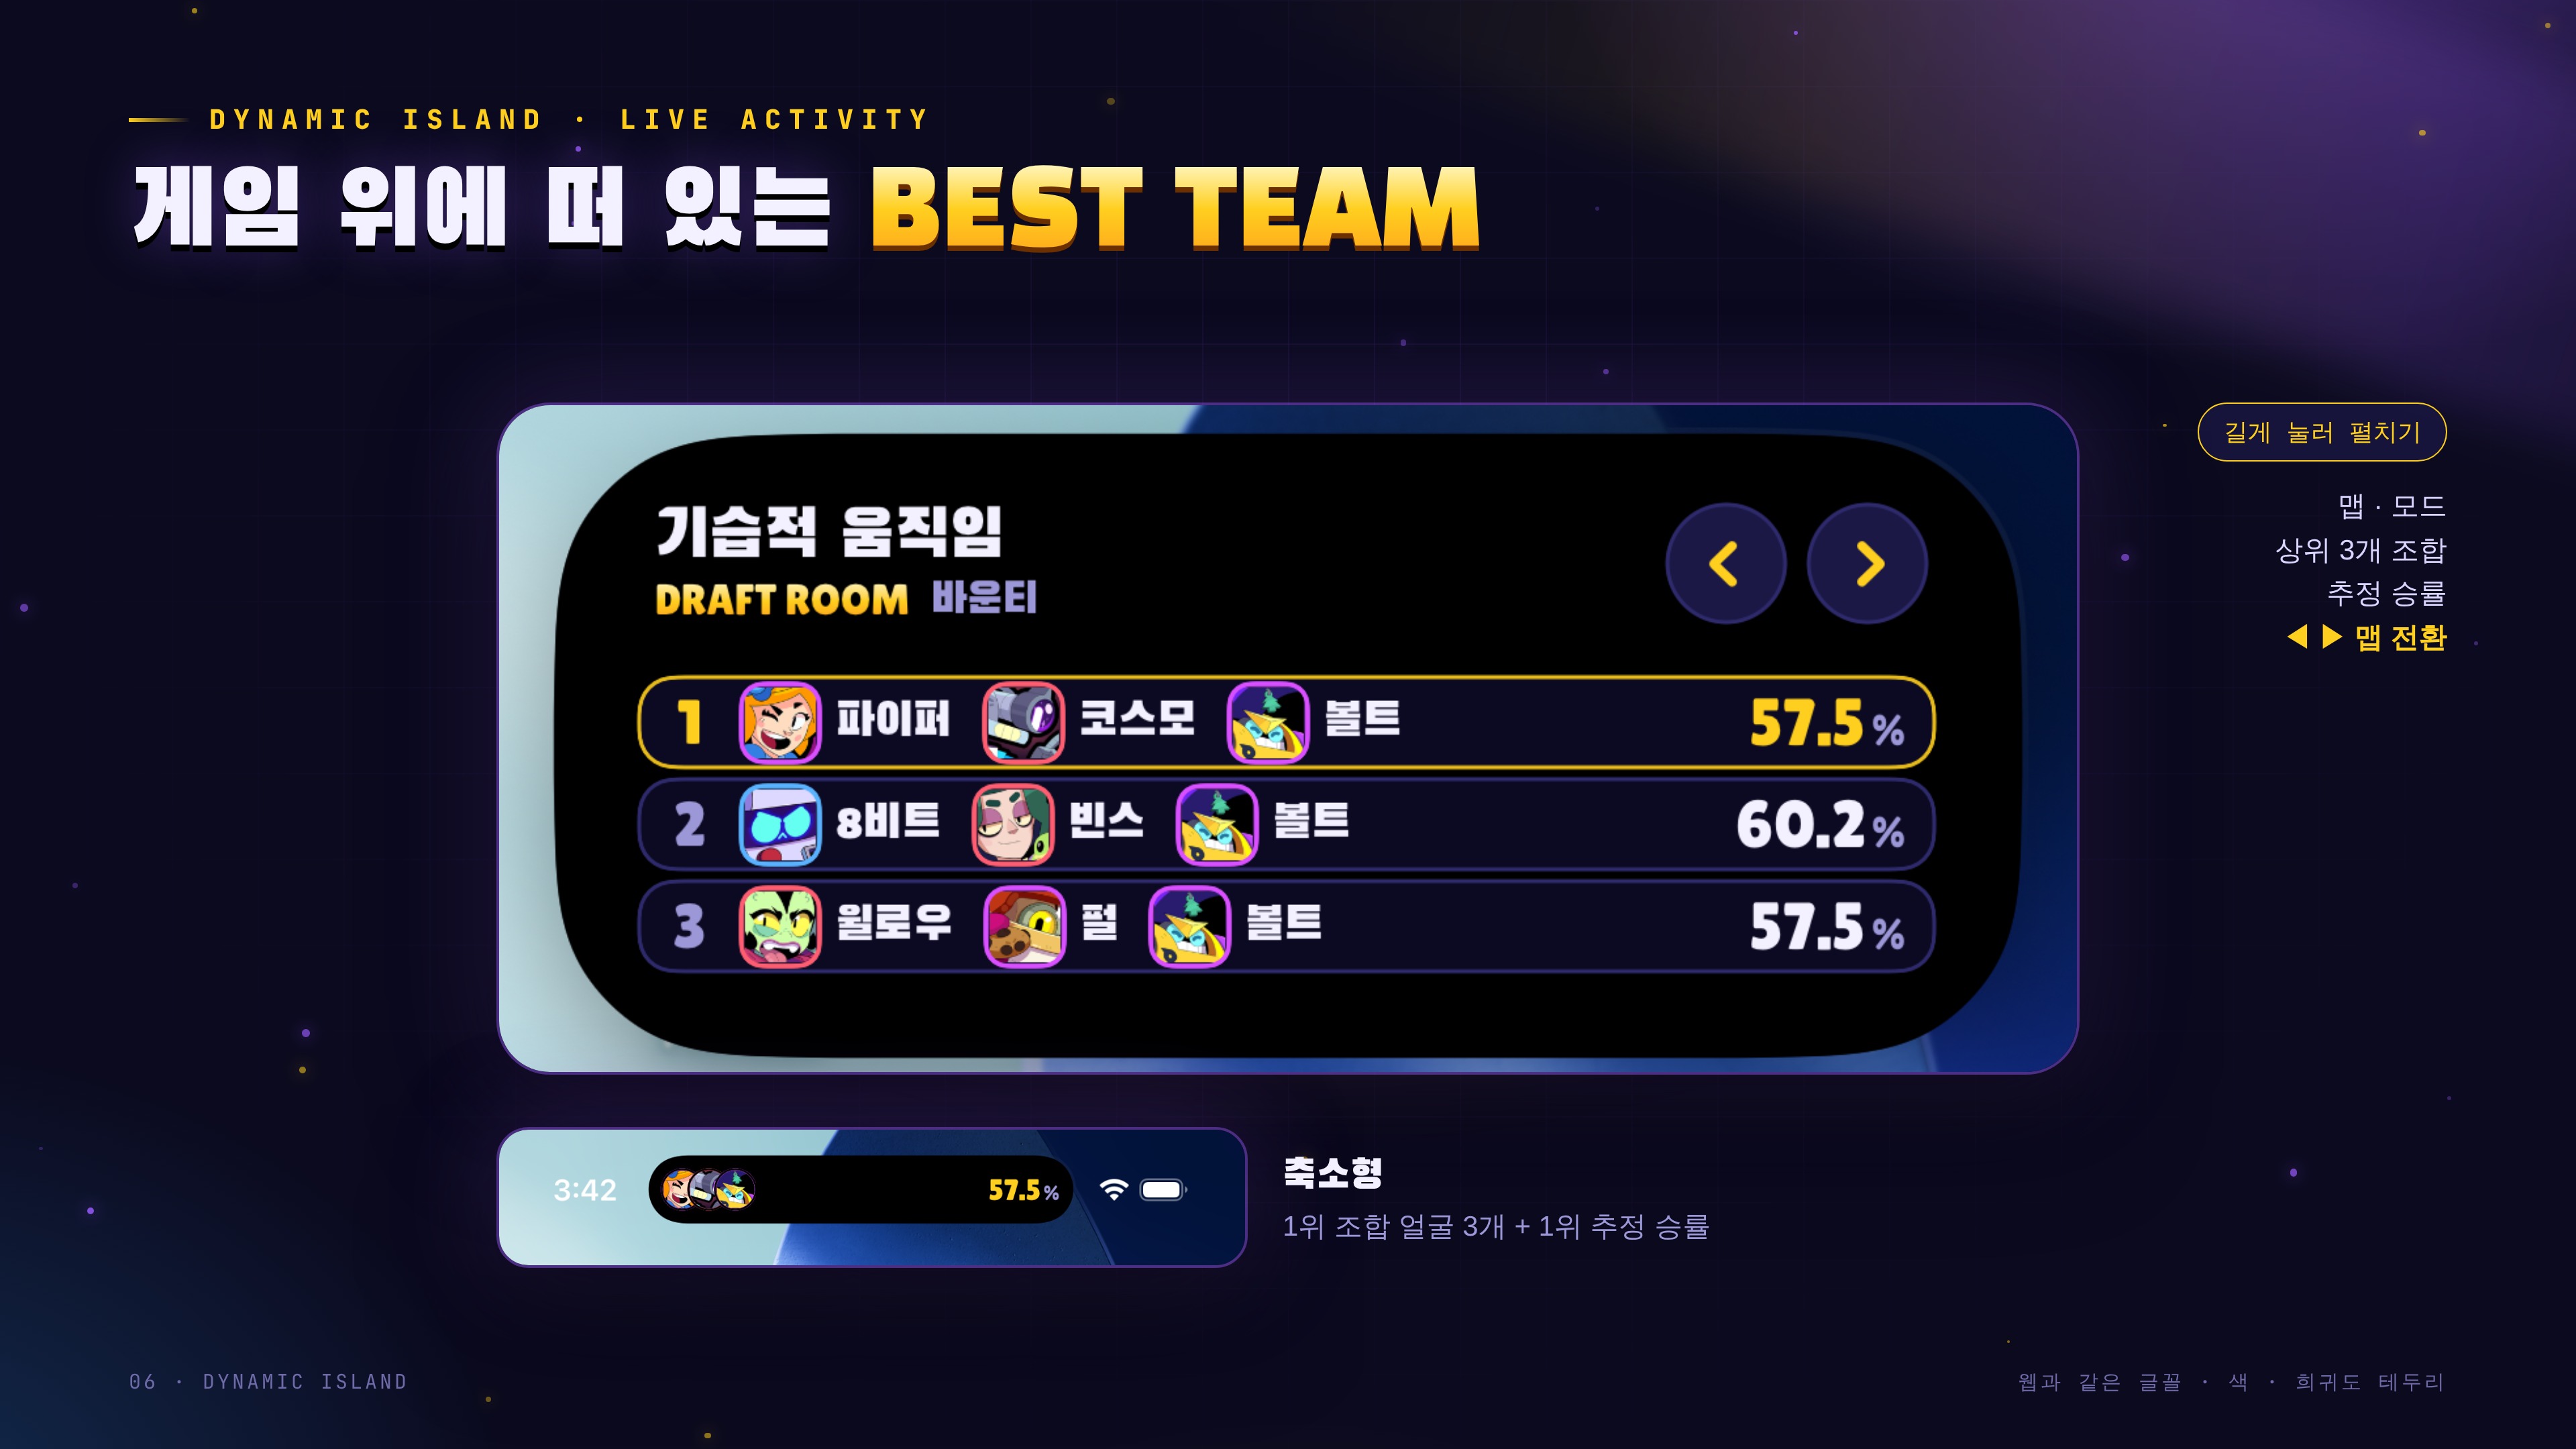 DYNAMIC ISLAND · LIVE ACTIVITY
게임 위에 떠 있는 BEST TEAM
길게 눌러 펼치기
맵 · 모드
상위 3개 조합
추정 승률
◀ ▶ 맵 전환
기습적 움직임
DRAFT ROOM 바운티
1 파이퍼 코스모 볼트 57.5%
2 8비트 빈스 볼트 60.2%
3 윌로우 펄 볼트 57.5%
3:42 57.5%
축소형
1위 조합 얼굴 3개 + 1위 추정 승률
06 · DYNAMIC ISLAND
웹과 같은 글꼴 · 색 · 희귀도 테두리